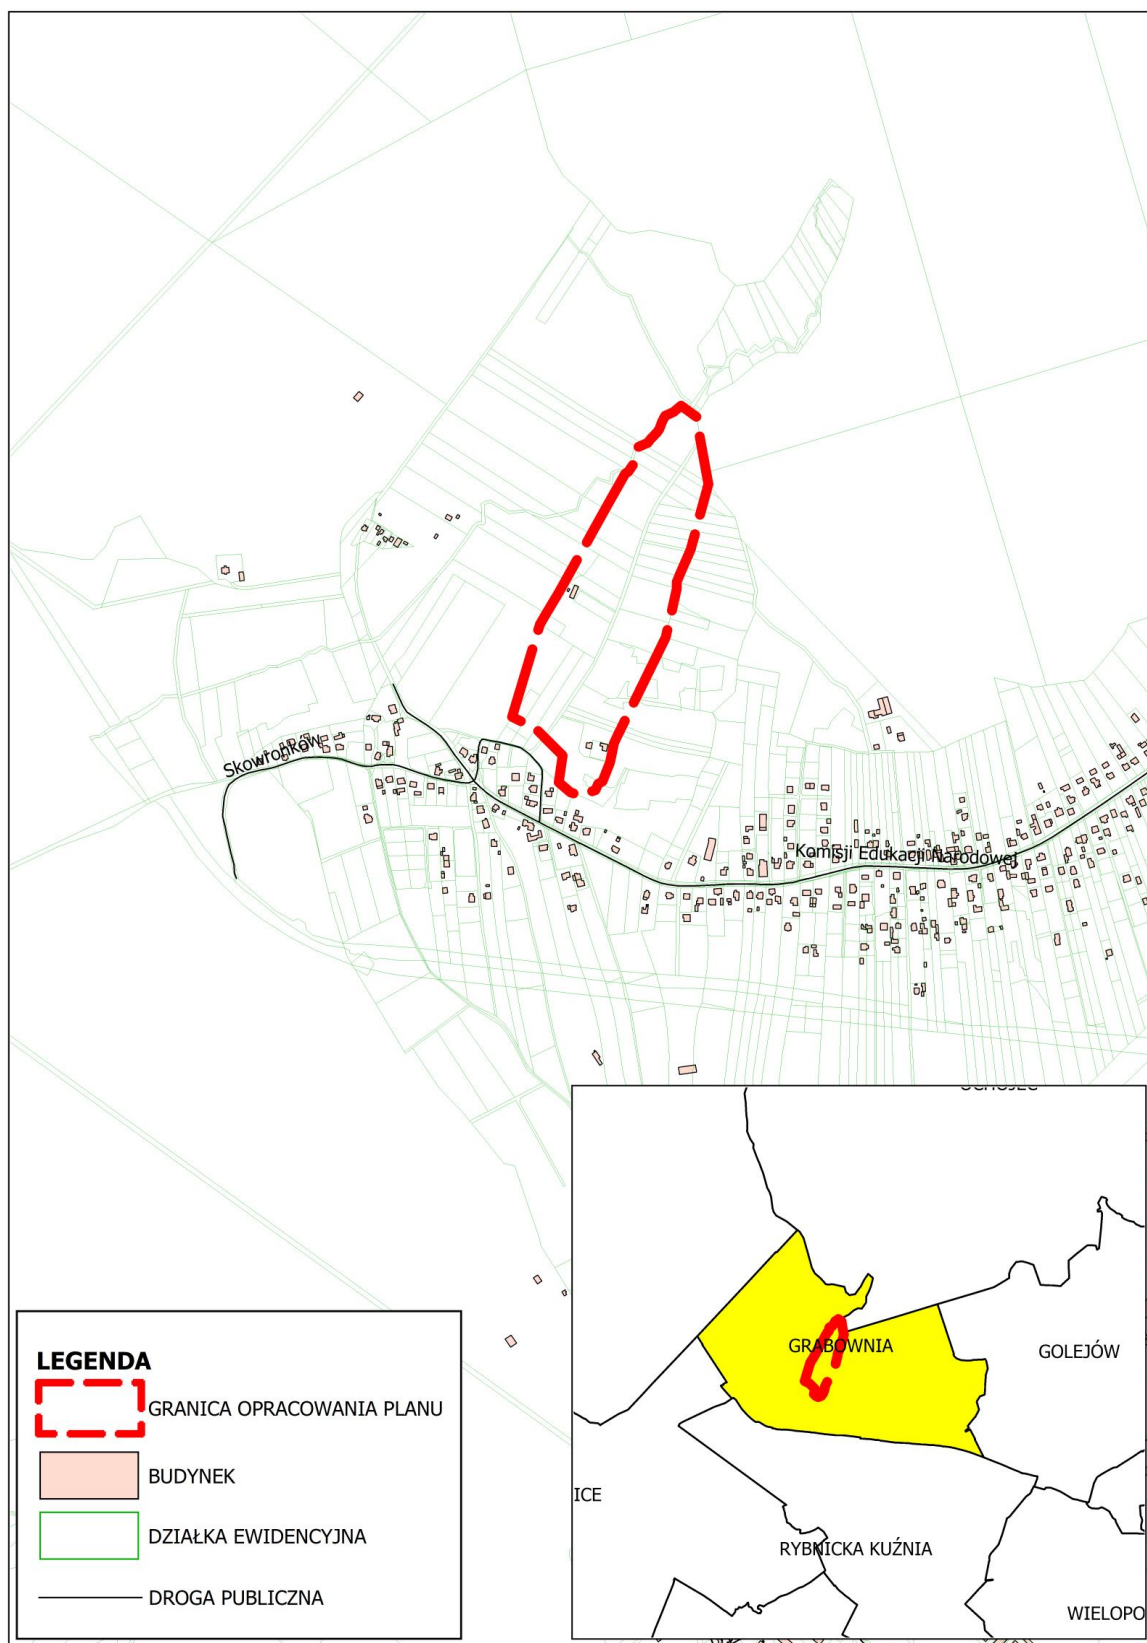 Skowronków
Komisji Edukacji Narodowej
GRABOWNIA
GOLEJÓW
ICE
RYBNICKA KUŹNIA
WIELOPO
LEGENDA
GRANICA OPRACOWANIA PLANU
BUDYNEK
DZIAŁKA EWIDENCYJNA
DROGA PUBLICZNA